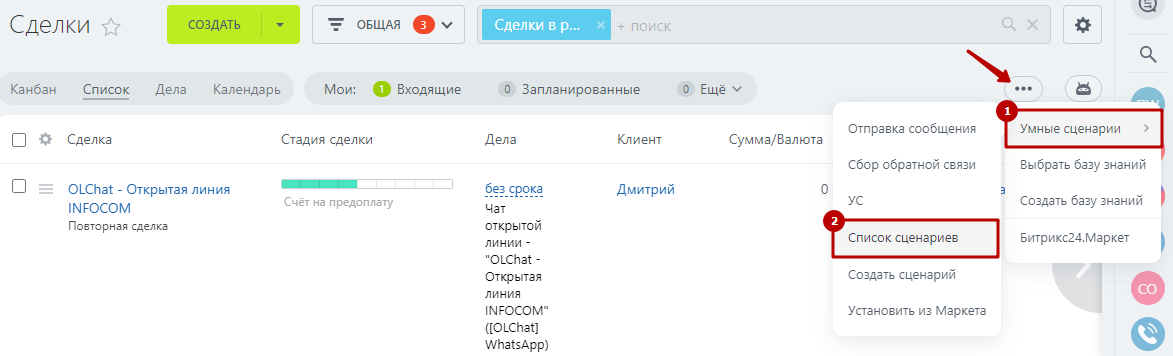 Сделки
СОЗДАТЬ
ОБЩАЯ 3
Сделки в р... ×
+ поиск
Канбан Список Дела Календарь
Мои: 1 Входящие 0 Запланированные 0 Ещё
Сделка Стадия сделки Дела Клиент Сумма/Валюта
OLChat - Открытая линия
INFOCOM
Повторная сделка
Счёт на предоплату
без срока
Чат
открытой
линии -
"OLChat -
Открытая
линия
INFOCOM"
([OLChat]
WhatsApp)
Дмитрий
0
1
Умные сценарии
Выбрать базу знаний
Создать базу знаний
Битрикс24.Маркет
Отправка сообщения
Сбор обратной связи
УС
2
Список сценариев
Создать сценарий
Установить из Маркета
СО